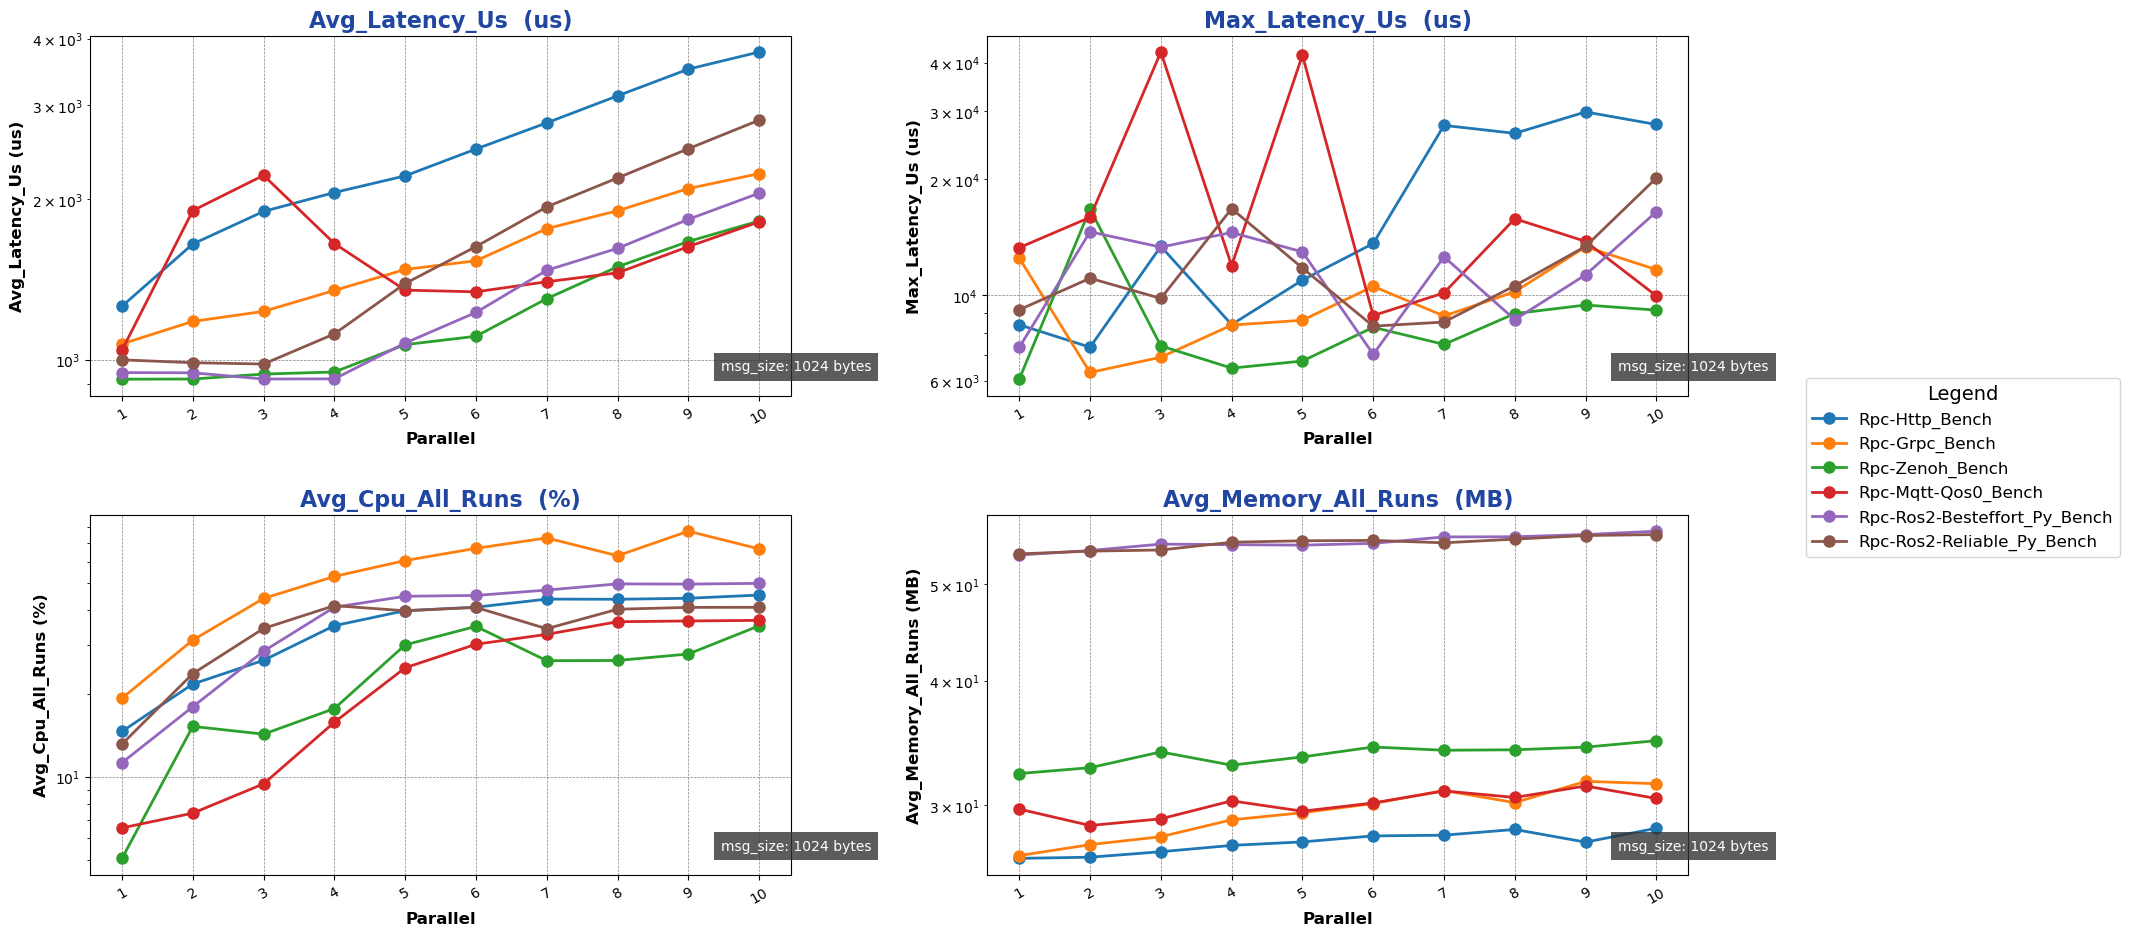 Avg_Latency_Us (us)
4 × 10³
3 × 10³
2 × 10³
10³
Avg_Latency_Us (us)
1 2 3 4 5 6 7 8 9 10
Parallel
msg_size: 1024 bytes
Max_Latency_Us (us)
4 × 10⁴
3 × 10⁴
2 × 10⁴
10⁴
6 × 10³
Max_Latency_Us (us)
1 2 3 4 5 6 7 8 9 10
Parallel
msg_size: 1024 bytes
Avg_Cpu_All_Runs (%)
10¹
Avg_Cpu_All_Runs (%)
1 2 3 4 5 6 7 8 9 10
Parallel
msg_size: 1024 bytes
Avg_Memory_All_Runs (MB)
5 × 10¹
4 × 10¹
3 × 10¹
Avg_Memory_All_Runs (MB)
1 2 3 4 5 6 7 8 9 10
Parallel
msg_size: 1024 bytes
Legend
Rpc-Http_Bench
Rpc-Grpc_Bench
Rpc-Zenoh_Bench
Rpc-Mqtt-Qos0_Bench
Rpc-Ros2-Besteffort_Py_Bench
Rpc-Ros2-Reliable_Py_Bench